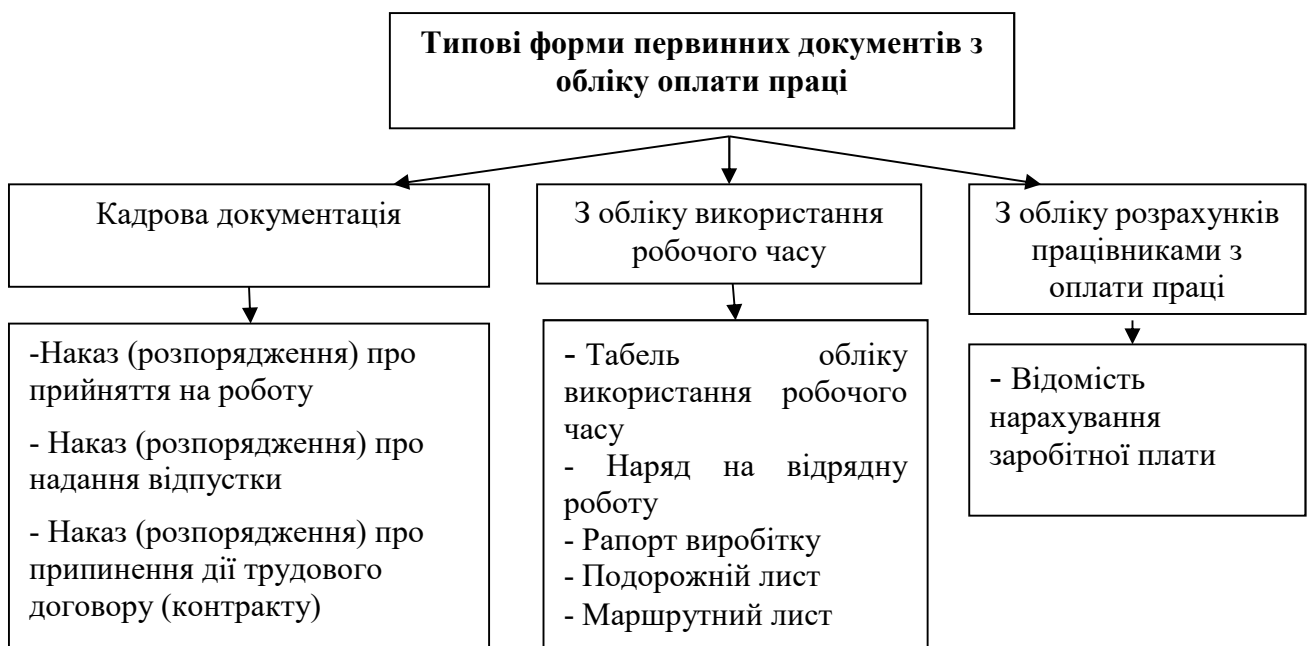 Типові форми первинних документів з
обліку оплати праці
Кадрова документація
З обліку використання
робочого часу
З обліку розрахунків
працівниками з
оплати праці
-Наказ (розпорядження) про
прийняття на роботу
- Наказ (розпорядження) про
надання відпустки
- Наказ (розпорядження) про
припинення дії трудового
договору (контракту)
- Табель обліку
використання робочого
часу
- Наряд на відрядну
роботу
- Рапорт виробітку
- Подорожній лист
- Маршрутний лист
- Відомість
нарахування
заробітної плати